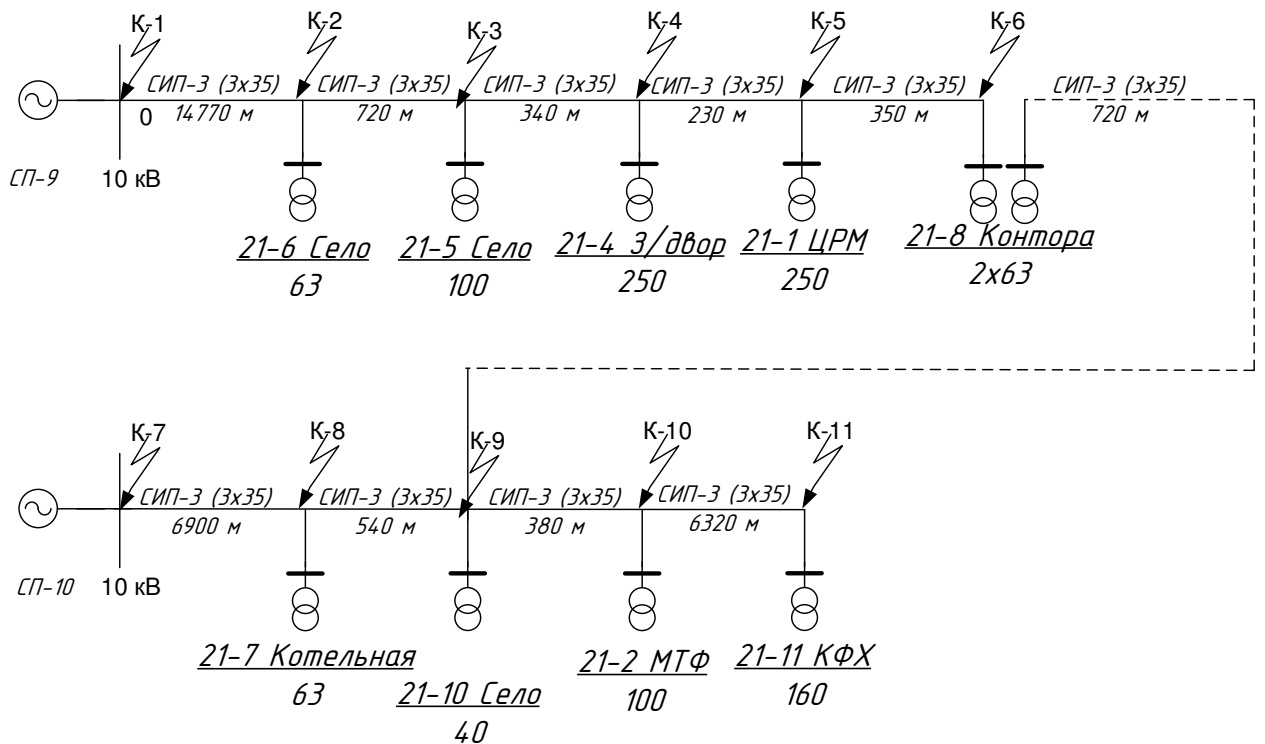 К-1 К-2 К-3 К-4 К-5 К-6
СИП-3 (3х35) СИП-3 (3х35) СИП-3 (3х35) СИП-3 (3х35) СИП-3 (3х35) СИП-3 (3х35)
0 14770 м 720 м 340 м 230 м 350 м 720 м
СП-9 10 кВ
21-6 Село 21-5 Село 21-4 З/двор 21-1 ЦРМ 21-8 Контора
63 100 250 250 2х63
К-7 К-8 К-9 К-10 К-11
СИП-3 (3х35) СИП-3 (3х35) СИП-3 (3х35) СИП-3 (3х35)
6900 м 540 м 380 м 6320 м
СП-10 10 кВ
21-7 Котельная 21-10 Село 21-2 МТФ 21-11 КФХ
63 40 100 160